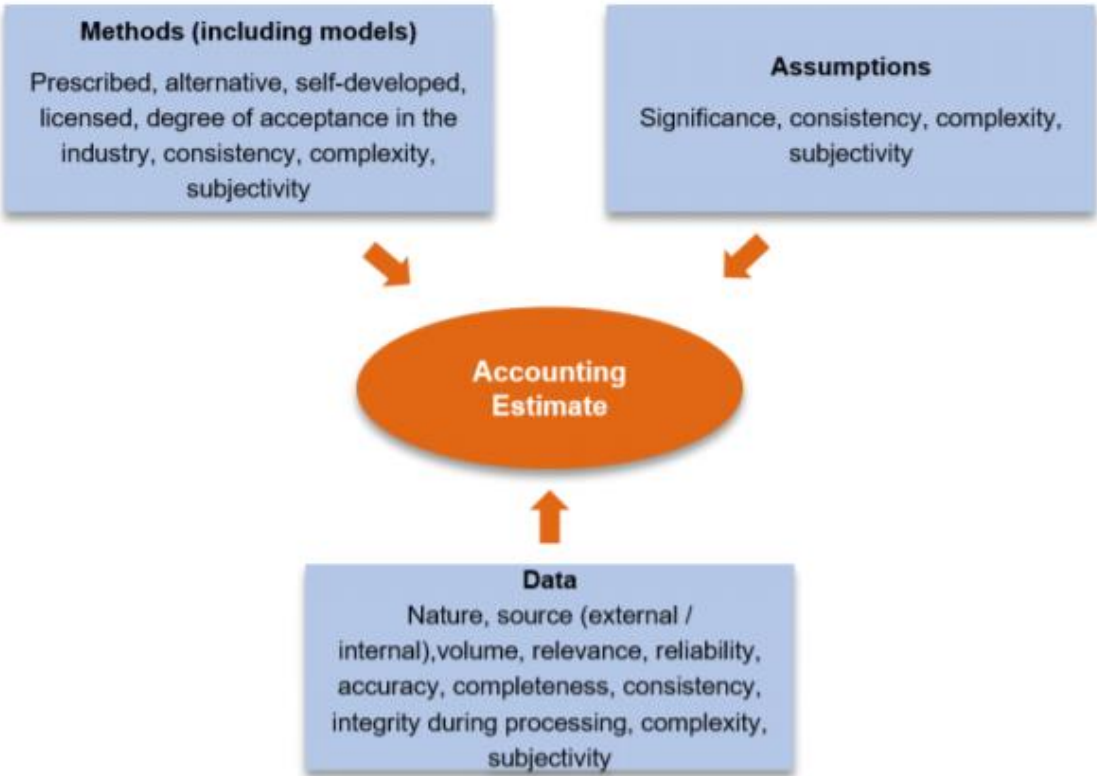 Methods (including models)
Prescribed, alternative, self-developed,
licensed, degree of acceptance in the
industry, consistency, complexity,
subjectivity
Assumptions
Significance, consistency, complexity,
subjectivity
Accounting
Estimate
Data
Nature, source (external /
internal),volume, relevance, reliability,
accuracy, completeness, consistency,
integrity during processing, complexity,
subjectivity